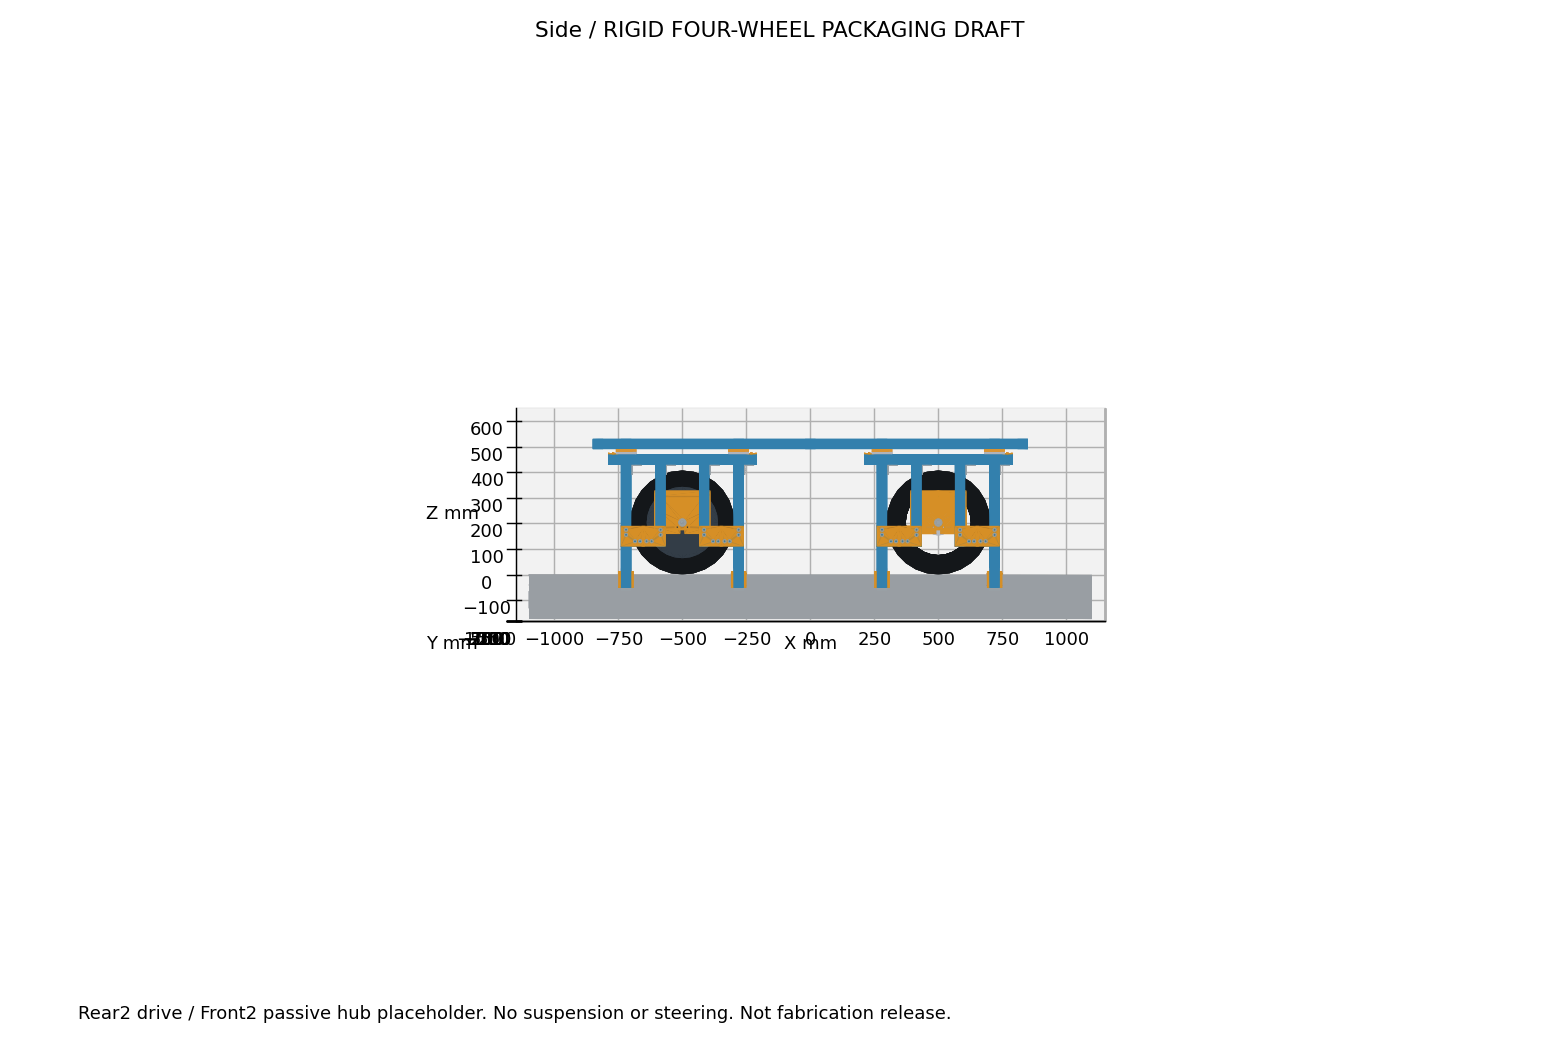 Side / RIGID FOUR-WHEEL PACKAGING DRAFT
600
500
400
300
Z mm
200
100
0
−100
Y mm
−1000 −750 −500 −250 0 250 500 750 1000
X mm
Rear2 drive / Front2 passive hub placeholder. No suspension or steering. Not fabrication release.